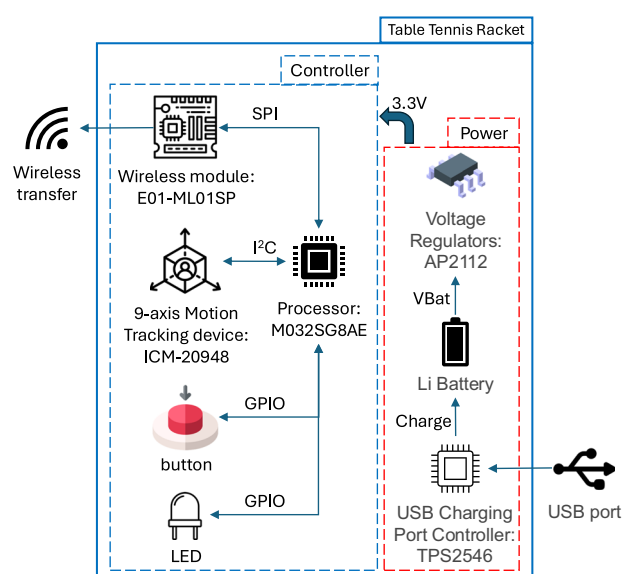 Table Tennis Racket
Controller
3.3V
Power
SPI
Wireless
transfer
Wireless module:
E01-ML01SP
I²C
9-axis Motion
Tracking device:
ICM-20948
Processor:
M032SG8AE
GPIO
button
GPIO
LED
Voltage
Regulators:
AP2112
VBat
Li Battery
Charge
USB Charging
Port Controller:
TPS2546
USB port